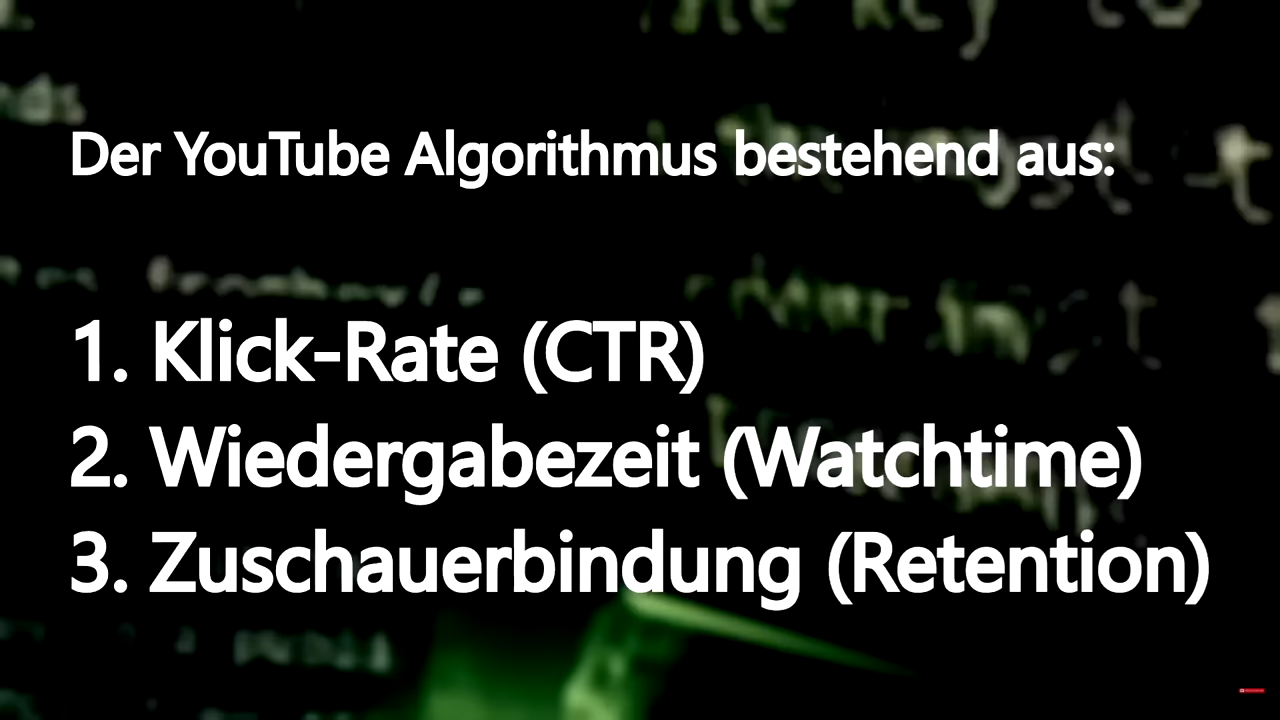 Der YouTube Algorithmus bestehend aus:
1. Klick-Rate (CTR)
2. Wiedergabezeit (Watchtime)
3. Zuschauerbindung (Retention)